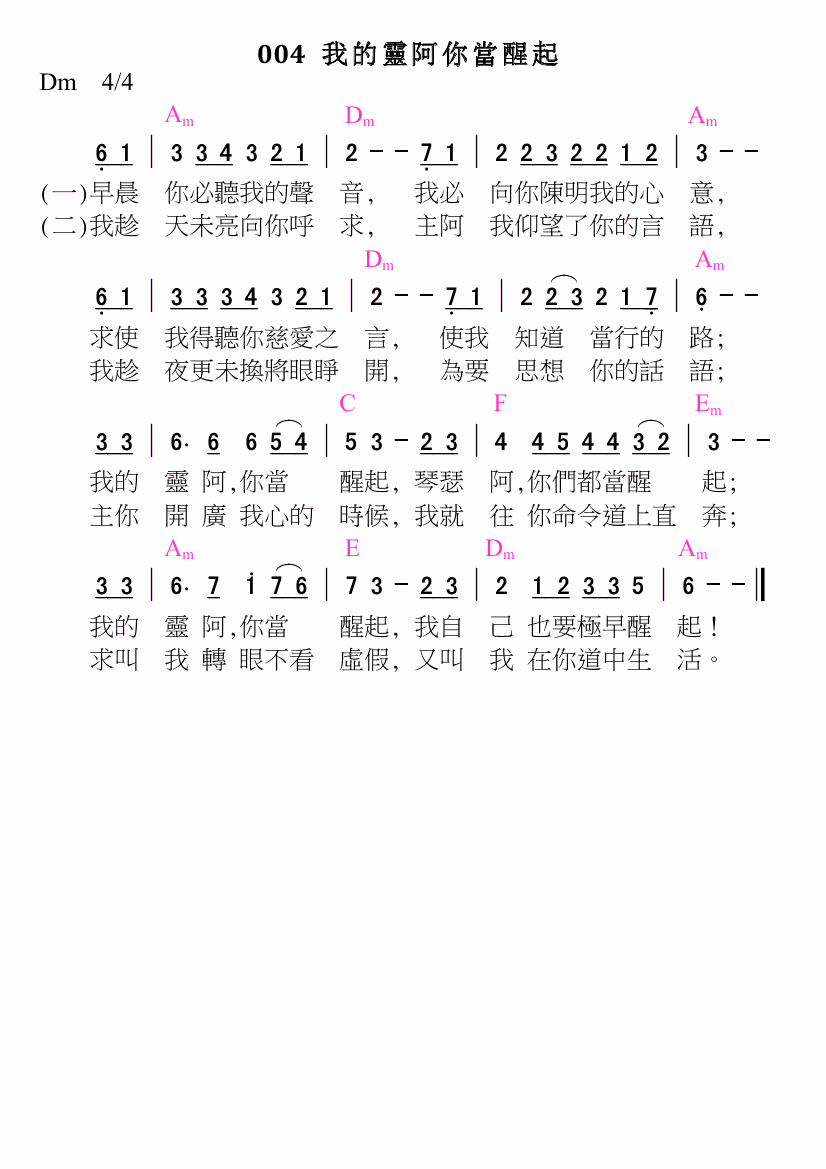 004 我的靈阿你當醒起
Dm 4/4
Am Dm Am
6̣ 1 | 3 3 4 3 2 1 | 2 - - 7̣ 1 | 2 2 3 2 2 1 2 | 3 - -
(一)早晨 你必聽我的聲 音, 我必 向你陳明我的心 意,
(二)我趁 天未亮向你呼 求, 主阿 我仰望了你的言 語,
Dm Am
6̣ 1 | 3 3 3 4 3 2 1 | 2 - - 7̣ 1 | 2 2 3 2 1 7̣ | 6̣ - -
求使 我得聽你慈愛之 言, 使我 知道 當行的 路;
我趁 夜更未換將眼睜 開, 為要 思想 你的話 語;
C F Em
3 3 | 6. 6 6 5 4 | 5 3 - 2 3 | 4 4 5 4 4 3 2 | 3 - -
我的 靈 阿,你當 醒起, 琴瑟 阿,你們都當醒 起;
主你 開 廣 我心的 時候, 我就 往 你命令道上直 奔;
Am E Dm Am
3 3 | 6. 7 1̇ 7 6 | 7 3 - 2 3 | 2 1 2 3 3 5 | 6 - - ||
我的 靈 阿,你當 醒起, 我自 己 也要極早醒 起!
求叫 我 轉 眼不看 虛假, 又叫 我 在你道中生 活。